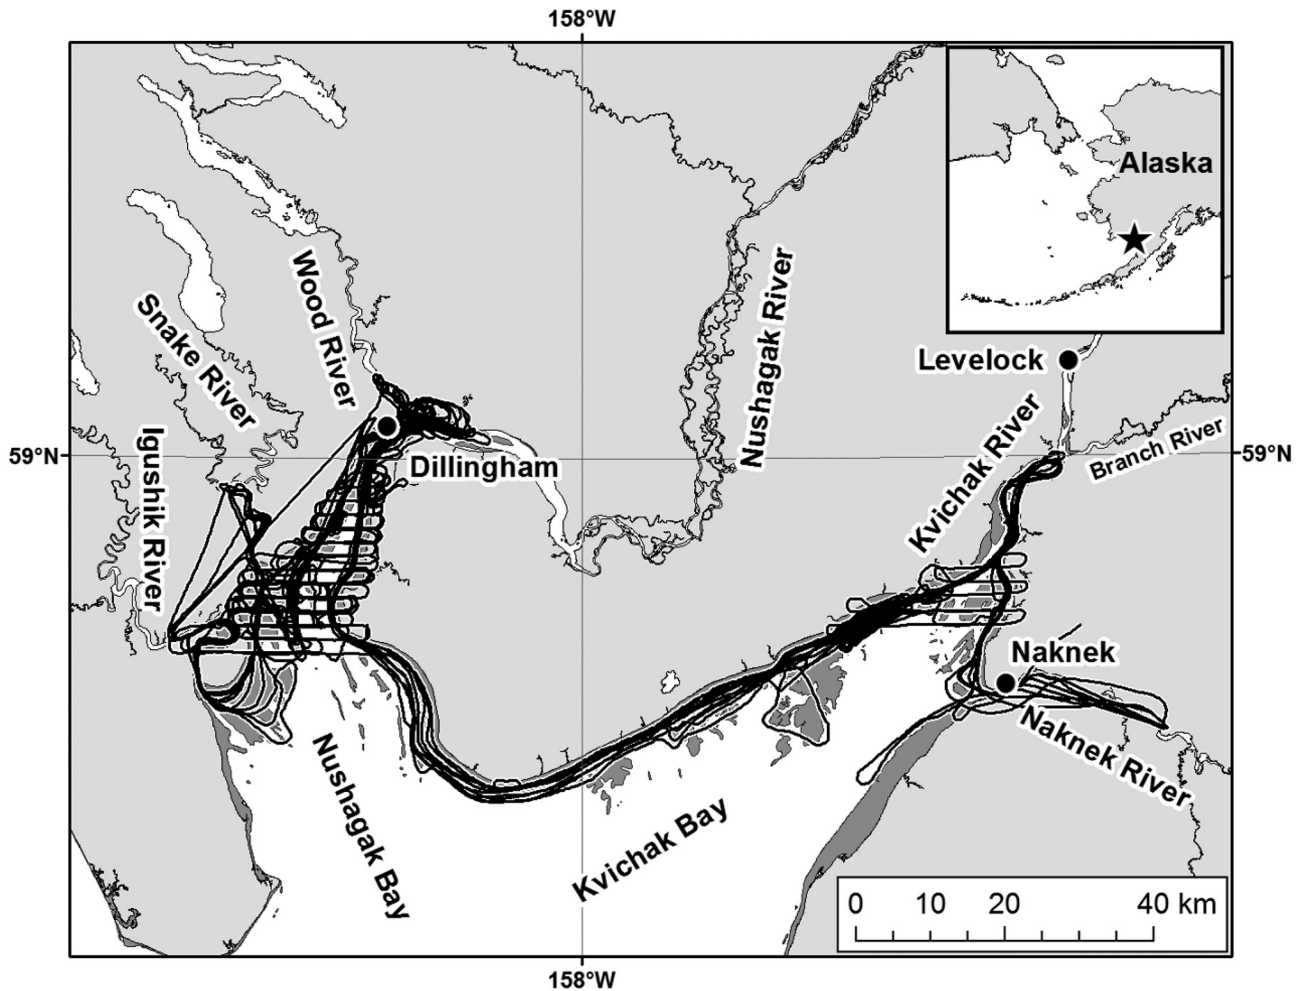 158°W
Alaska
Wood River
Nushagak River
Snake River
Levelock
Kvichak River
Branch River
59°N
59°N
Dillingham
Igushik River
Naknek
Naknek River
Nushagak Bay
Kvichak Bay
0 10 20 40 km
158°W